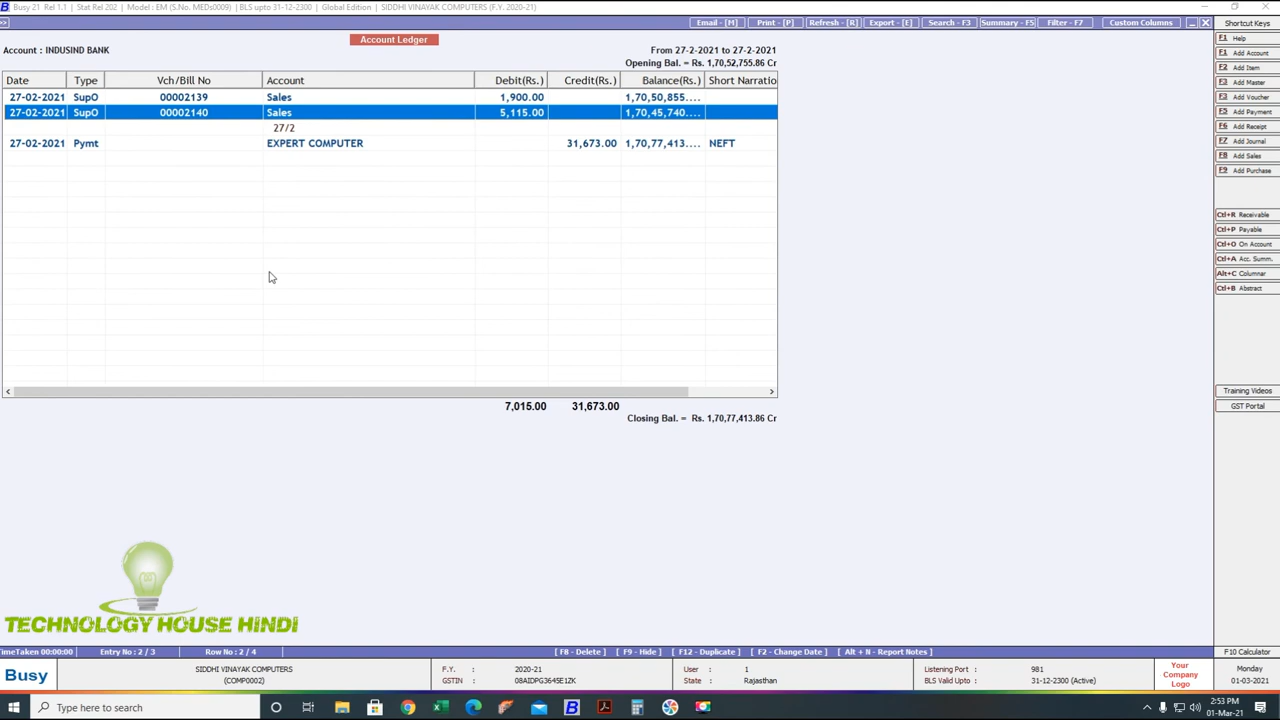 Busy 21 Rel 1.1 | Stat Rel 202 | Model : EM (S.No. MEDs0009) |BLS upto 31-12-2300 | Global Edition | SIDDHI VINAYAK COMPUTERS (F.Y. 2020-21)
Email - [M] Print - [P] Refresh - [R] Export - [E] Search - F3 Summary - F5 Filter - F7 Custom Columns Shortcut Keys
Account Ledger
Account : INDUSIND BANK From 27-2-2021 to 27-2-2021
Opening Bal. = Rs. 1,70,52,755.86 Cr
Date Type Vch/Bill No Account Debit(Rs.) Credit(Rs.) Balance(Rs.) Short Narratio
27-02-2021 SupO 00002139 Sales 1,900.00 1,70,50,855....
27-02-2021 SupO 00002140 Sales 5,115.00 1,70,45,740....
27/2
27-02-2021 Pymt EXPERT COMPUTER 31,673.00 1,70,77,413.... NEFT
7,015.00 31,673.00
Closing Bal. = Rs. 1,70,77,413.86 Cr
F1 Help
F1 Add Account
F2 Add Item
F3 Add Master
F3 Add Voucher
F5 Add Payment
F6 Add Receipt
F7 Add Journal
F8 Add Sales
F9 Add Purchase
Ctl+R Receivable
Ctl+P Payable
Ctl+O On Account
Ctl+A Acc. Summ.
Alt+C Columnar
Ctl+B Abstract
Training Videos
GST Portal
TECHNOLOGY HOUSE HINDI
TimeTaken 00:00:00 Entry No : 2 / 3 Row No : 2 / 4 [ F8 - Delete ] [ F9 - Hide ] [ F12 - Duplicate ] [ F2 - Change Date ] [ Alt + N - Report Notes ] F10 Calculator
Busy SIDDHI VINAYAK COMPUTERS F.Y. 2020-21 User : 1 Listening Port : 981 Your Company Logo Monday
(COMP0002) GSTIN : 08AIDPG3645E1ZK State : Rajasthan BLS Valid Upto : 31-12-2300 (Active) 01-03-2021
Type here to search 2:53 PM
01-Mar-21